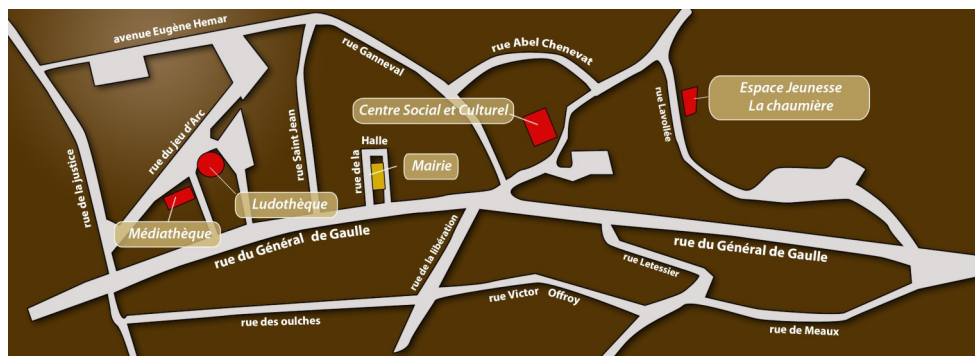 avenue Eugène Hemar
rue Ganneval
rue Abel Chenevat
Espace Jeunesse
La chaumière
Centre Social et Culturel
rue Lavollée
rue du jeu d'Arc
rue Saint Jean
Halle
rue de la
Mairie
rue de la justice
Ludothèque
Médiathèque
rue du Général de Gaulle
rue de la libération
rue du Général de Gaulle
rue Letessier
rue Victor Offroy
rue des oulches
rue de Meaux